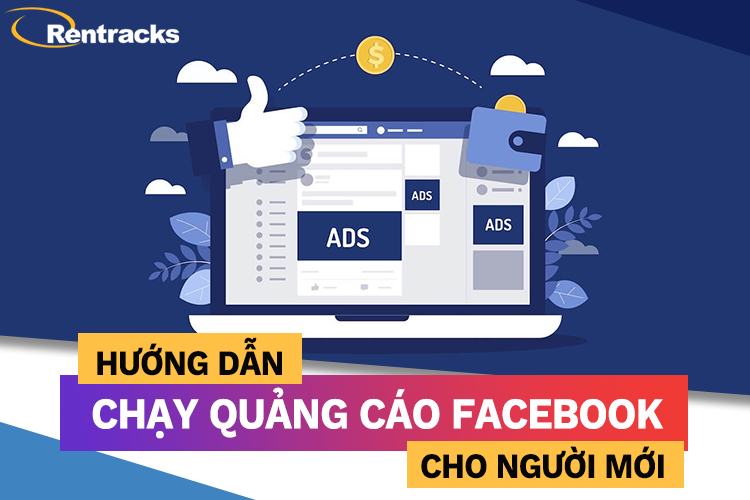 Rentracks
ADS
ADS
ADS
HƯỚNG DẪN
CHẠY QUẢNG CÁO FACEBOOK
CHO NGƯỜI MỚI